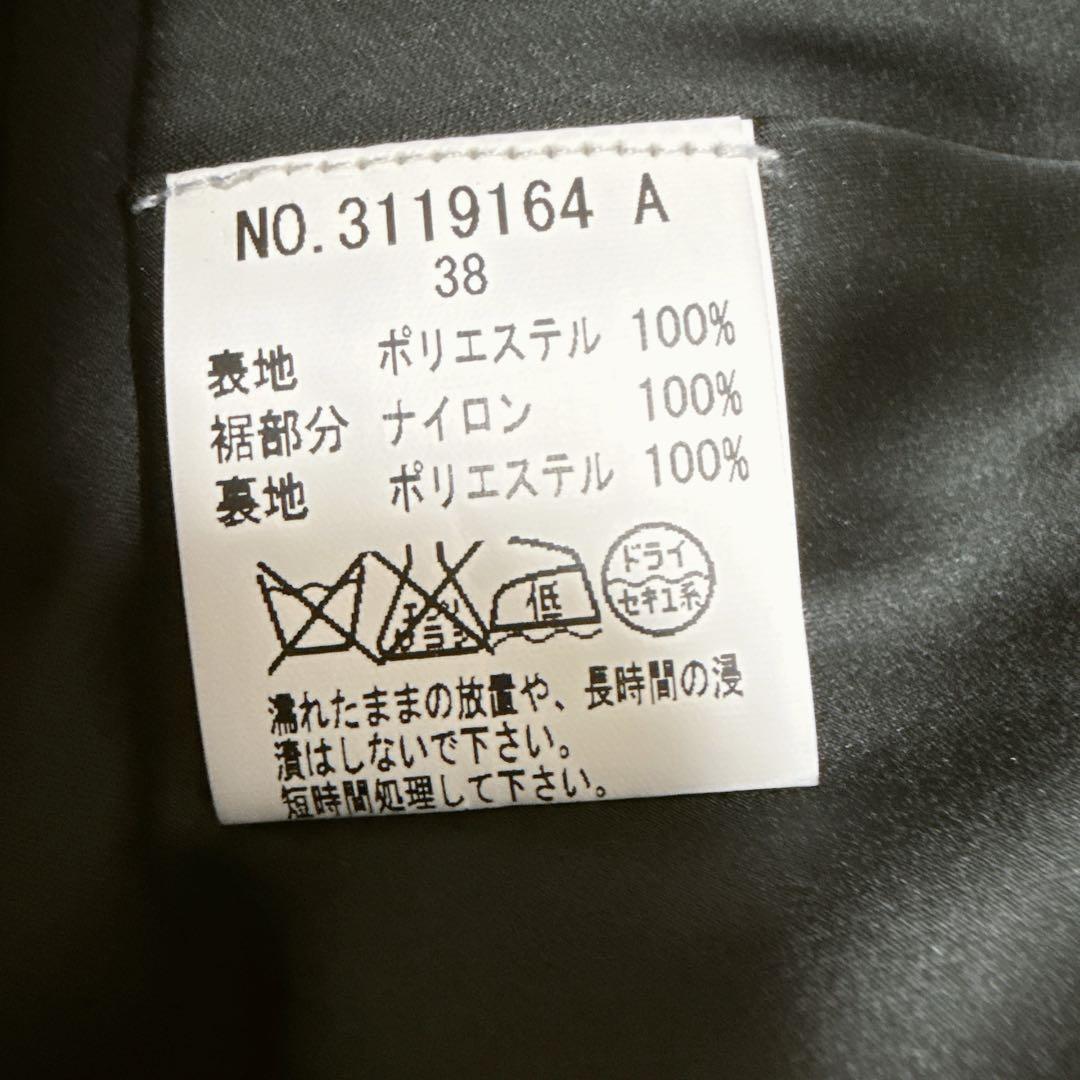 NO.3119164 A
38
表地 ポリエステル 100%
裾部分 ナイロン 100%
裏地 ポリエステル 100%
低
ドライ
セキユ系
濡れたままの放置や、長時間の浸
漬はしないで下さい。
短時間処理して下さい。